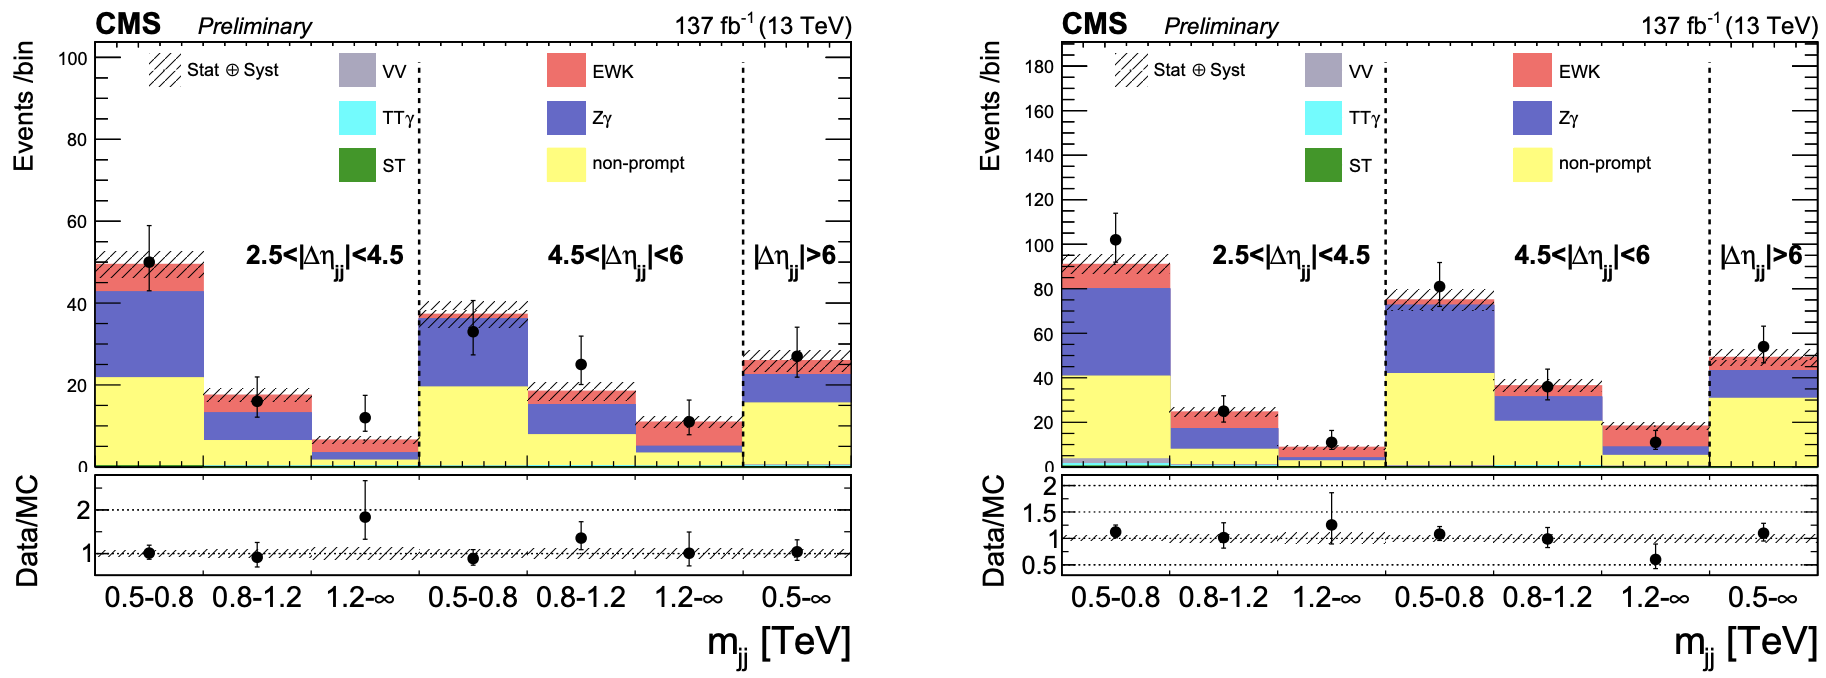 CMS Preliminary 137 fb-1 (13 TeV)
Events /bin
100
80
60
40
20
0
Stat ⊕ Syst
VV
EWK
TTγ
Zγ
ST
non-prompt
2.5<|Δηjj|<4.5
4.5<|Δηjj|<6
|Δηjj|>6
Data/MC
2
1
0.5-0.8 0.8-1.2 1.2-∞ 0.5-0.8 0.8-1.2 1.2-∞ 0.5-∞
mjj [TeV]
CMS Preliminary 137 fb-1 (13 TeV)
Events /bin
180
160
140
120
100
80
60
40
20
0
Stat ⊕ Syst
VV
EWK
TTγ
Zγ
ST
non-prompt
2.5<|Δηjj|<4.5
4.5<|Δηjj|<6
|Δηjj|>6
Data/MC
2
1.5
1
0.5
0.5-0.8 0.8-1.2 1.2-∞ 0.5-0.8 0.8-1.2 1.2-∞ 0.5-∞
mjj [TeV]